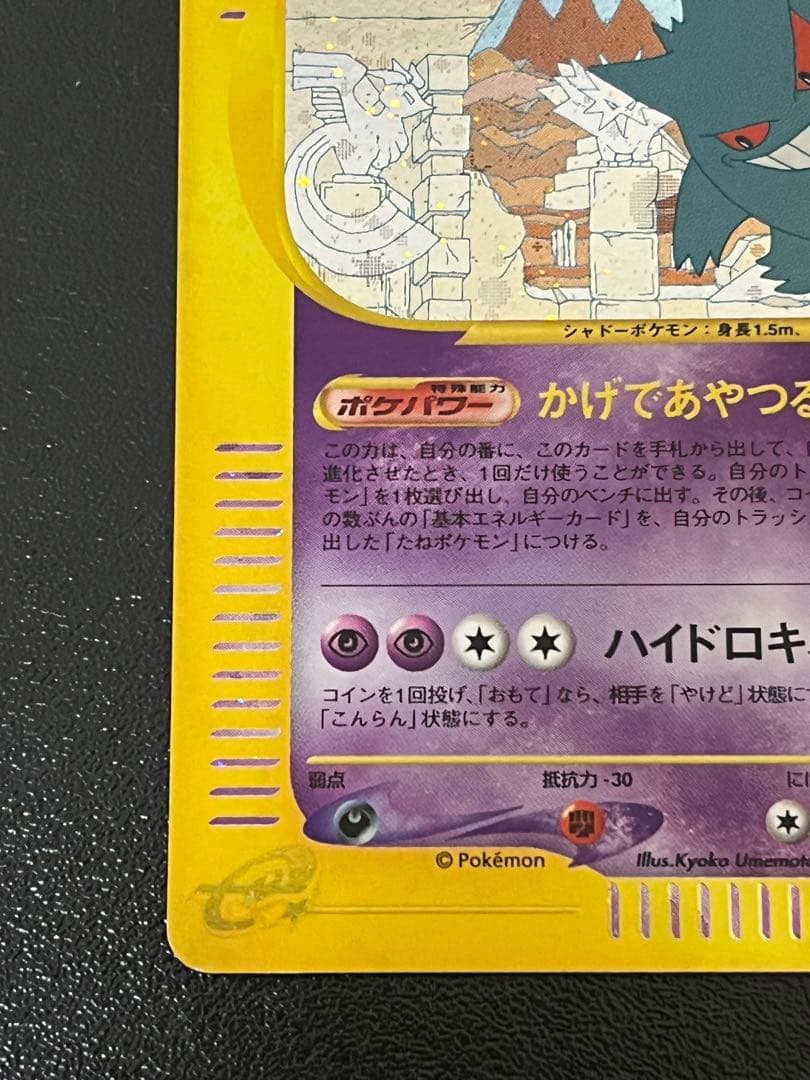 シャドーポケモン：身長1.5m、
特殊能力
ポケパワー
かげであやつる
この力は、自分の番に、このカードを手札から出して、
進化させたとき、1回だけ使うことができる。自分のト
モン」を1枚選び出し、自分のベンチに出す。その後、コ
の数ぶんの「基本エネルギーカード」を、自分のトラッシ
出した「たねポケモン」につける。
ハイドロキ
コインを1回投げ、「おもて」なら、相手を「やけど」状態に
「こんらん」状態にする。
弱点 抵抗力 -30 に
© Pokémon Illus.Kyoko Umemoto